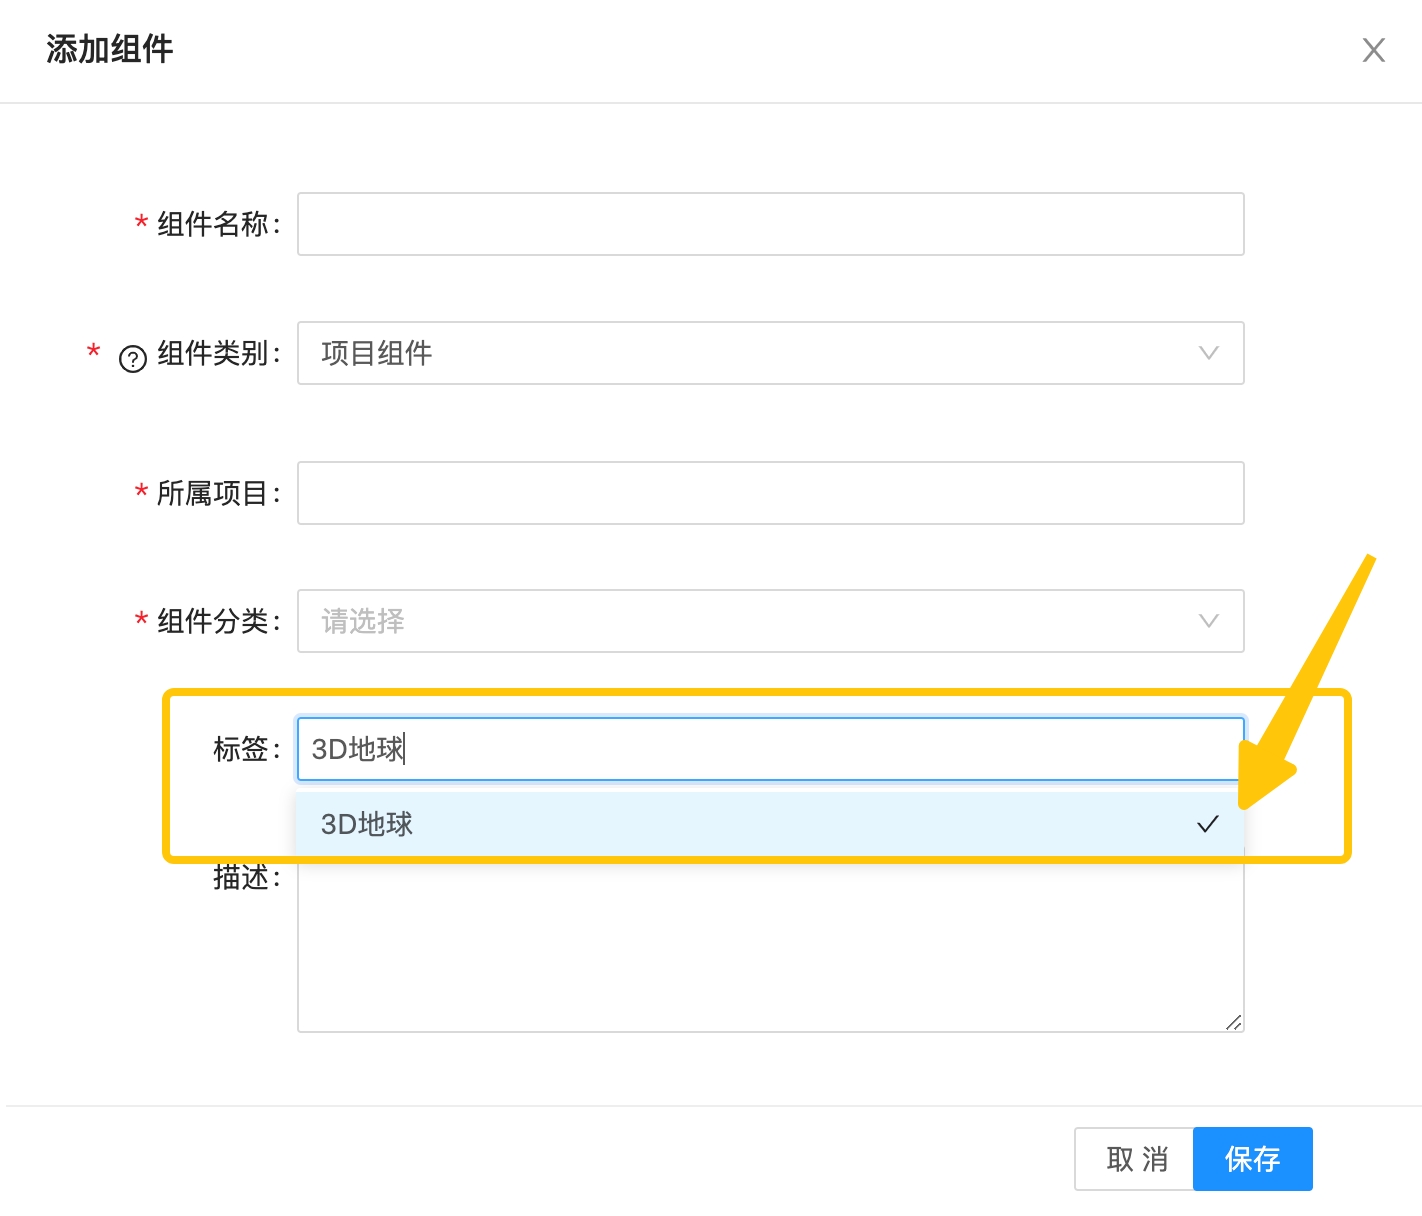 添加组件
* 组件名称:
* ? 组件类别: 项目组件
* 所属项目:
* 组件分类: 请选择
标签: 3D地球
3D地球
描述:
取 消 保存